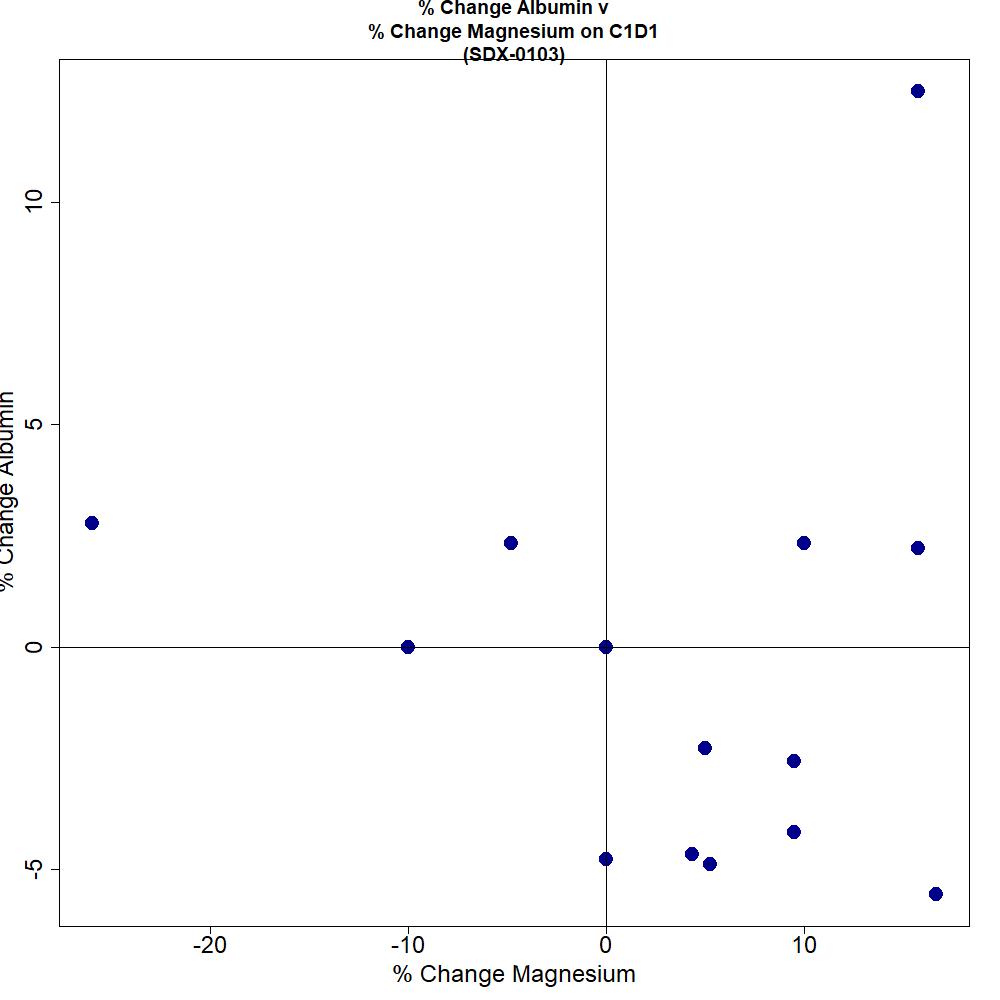 % Change Albumin v
% Change Magnesium on C1D1
(SDX-0103)
10
5
0
-5
% Change Albumin
-20
-10
0
10
% Change Magnesium